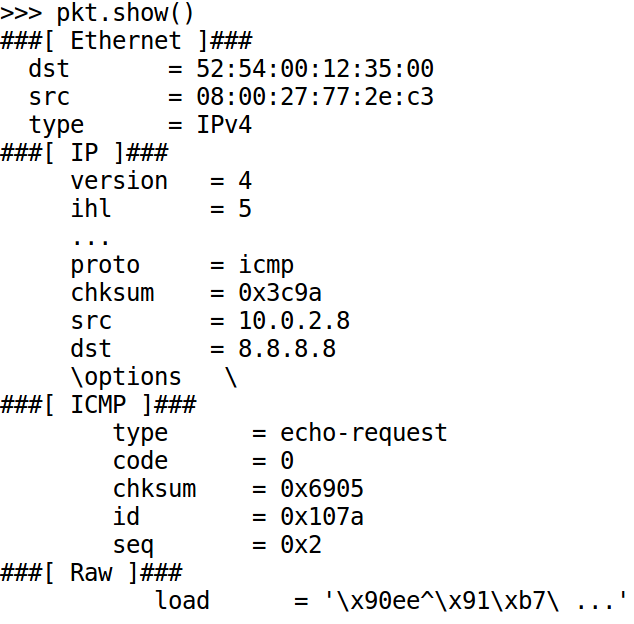 >>> pkt.show()
###[ Ethernet ]###
  dst       = 52:54:00:12:35:00
  src       = 08:00:27:77:2e:c3
  type      = IPv4
###[ IP ]###
     version   = 4
     ihl       = 5
     ...
     proto     = icmp
     chksum    = 0x3c9a
     src       = 10.0.2.8
     dst       = 8.8.8.8
     \options   \
###[ ICMP ]###
        type      = echo-request
        code      = 0
        chksum    = 0x6905
        id        = 0x107a
        seq       = 0x2
###[ Raw ]###
           load      = '\x90ee^\x91\xb7\ ...'